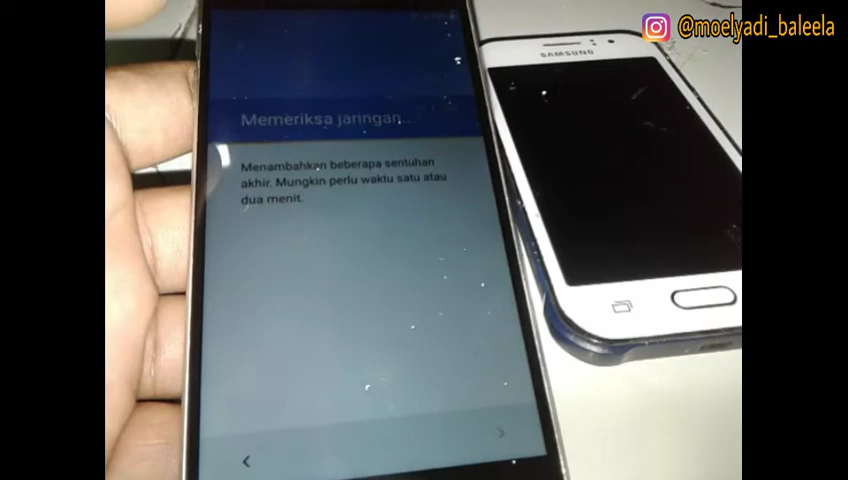 @moelyadi_baleela
SAMSUNG
Memeriksa jaringan...
Menambahkan beberapa sentuhan
akhir. Mungkin perlu waktu satu atau
dua menit.